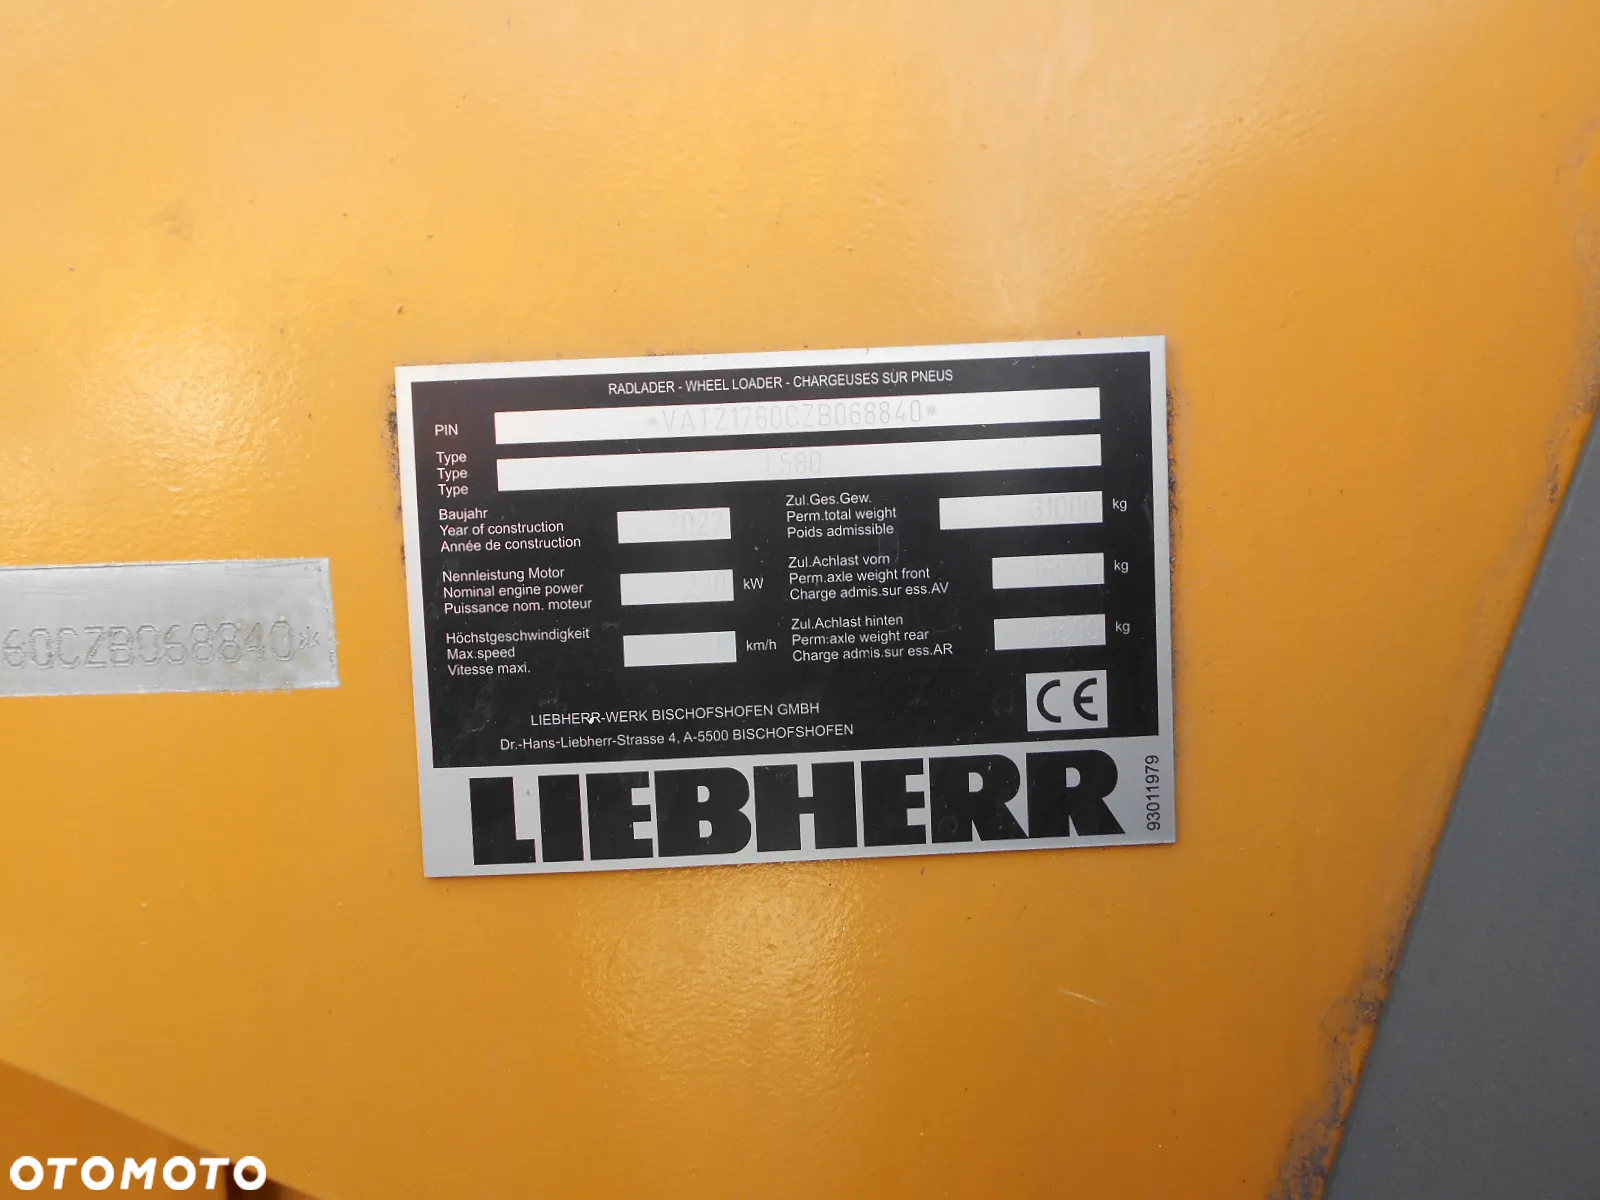 RADLADER - WHEEL LOADER - CHARGEUSES SUR PNEUS
PIN *VATZ1760CZB068840*
Type
Type L580
Type
Baujahr
Year of construction 2022
Année de construction
Zul.Ges.Gew.
Perm.total weight 31000 kg
Poids admissible
Nennleistung Motor
Nominal engine power kW
Puissance nom. moteur
Zul.Achlast vorn
Perm.axle weight front kg
Charge admis.sur ess.AV
Höchstgeschwindigkeit
Max.speed km/h
Vitesse maxi.
Zul.Achlast hinten
Perm.axle weight rear kg
Charge admis.sur ess.AR
60CZB068840*
LIEBHERR-WERK BISCHOFSHOFEN GMBH
Dr.-Hans-Liebherr-Strasse 4, A-5500 BISCHOFSHOFEN
CE
LIEBHERR
93011979
OTOMOTO